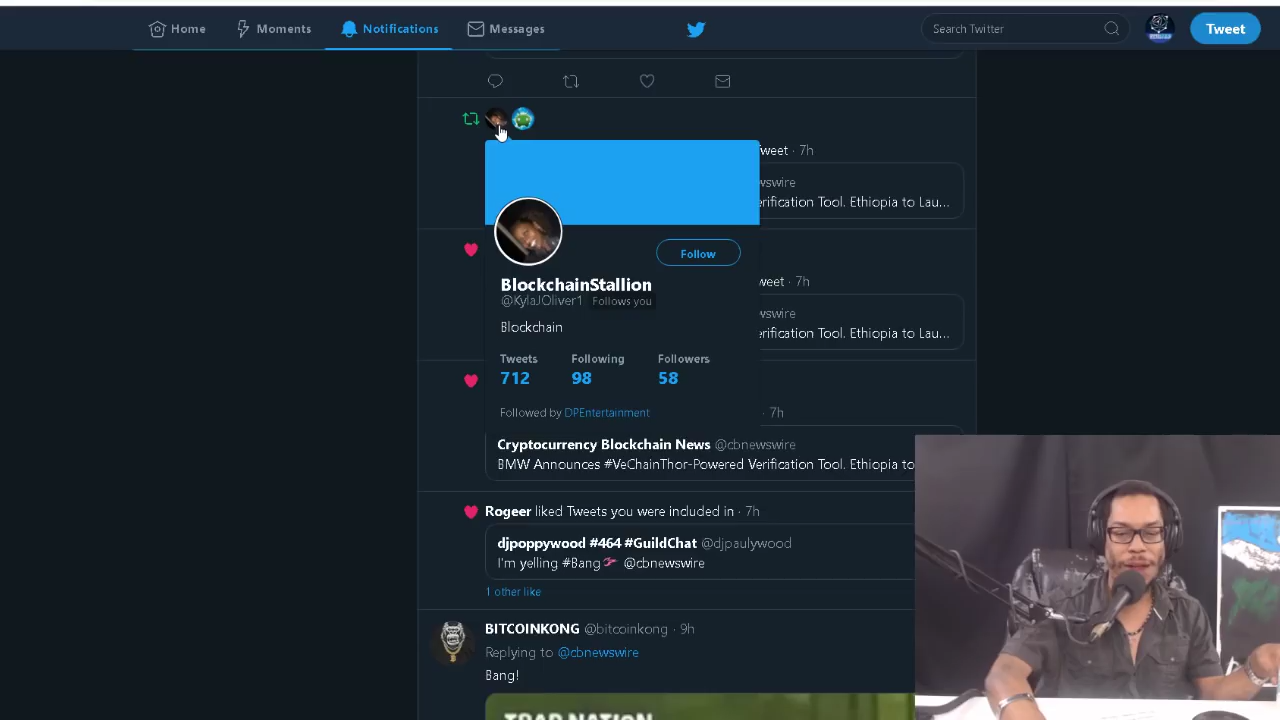 Home
Moments
Notifications
Messages
Search Twitter
Tweet
weet · 7h
wswire
erification Tool. Ethiopia to Lau...
Follow
BlockchainStallion
@KylaJOliver1 Follows you
weet · 7h
wswire
Blockchain
erification Tool. Ethiopia to Lau...
Tweets Following Followers
712 98 58
Followed by DPEntertainment
· 7h
Cryptocurrency Blockchain News @cbnewswire
BMW Announces #VeChainThor-Powered Verification Tool. Ethiopia to
Rogeer liked Tweets you were included in · 7h
djpoppywood #464 #GuildChat @djpaulywood
I'm yelling #Bang @cbnewswire
1 other like
BITCOINKONG @bitcoinkong · 9h
Replying to @cbnewswire
Bang!
TRAP NATION